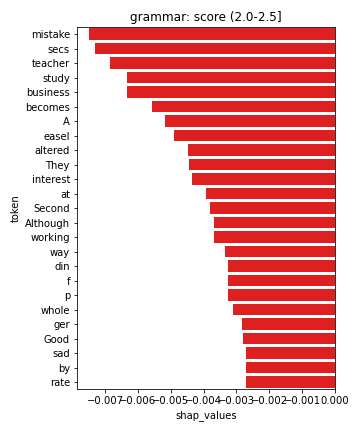 grammar: score (2.0-2.5]
mistake
secs
teacher
study
business
becomes
A
easel
altered
They
interest
at
Second
Although
working
way
din
f
p
whole
ger
Good
sad
by
rate
token
−0.007 −0.006 −0.005 −0.004 −0.003 −0.002 −0.001 0.000
shap_values